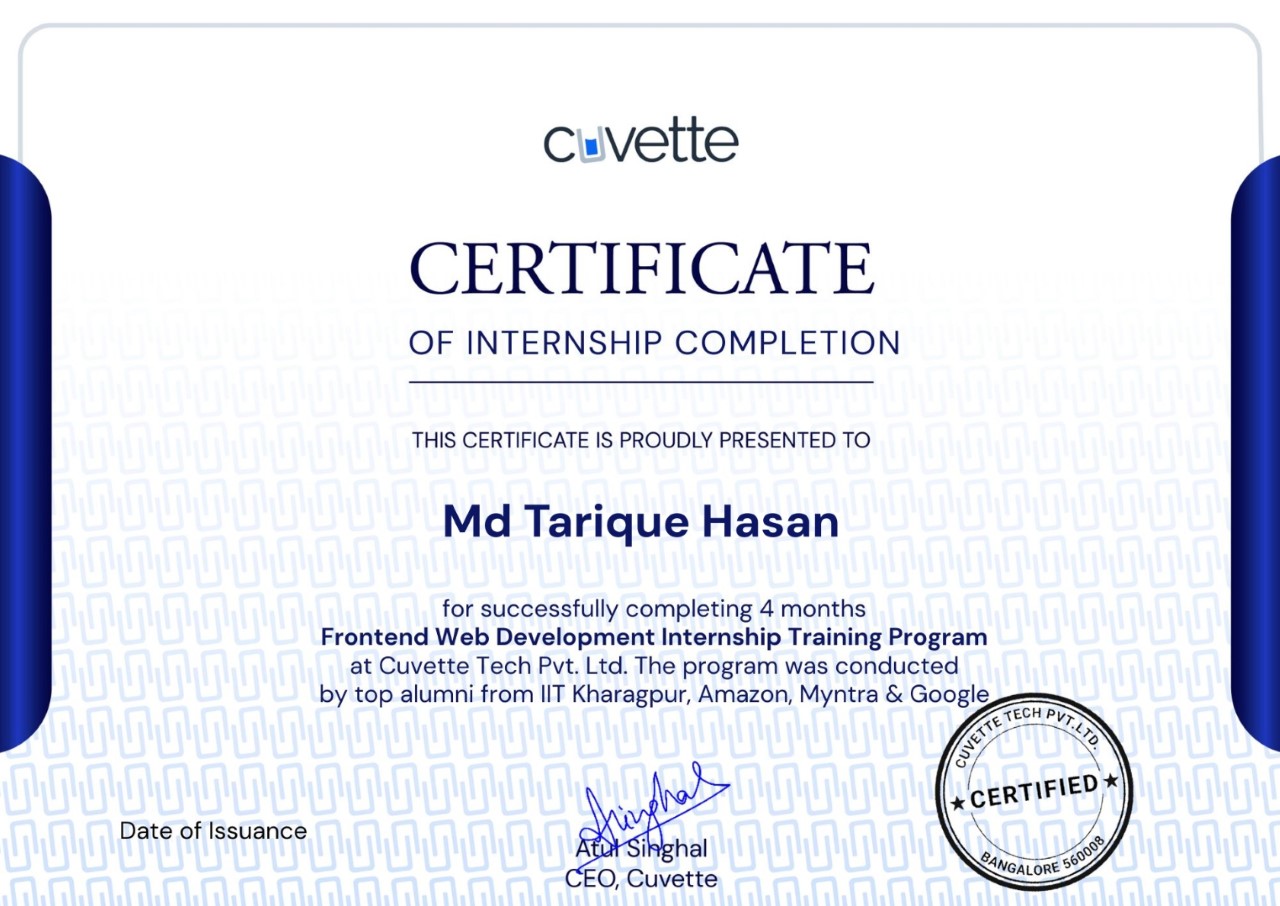 cuvette
CERTIFICATE
OF INTERNSHIP COMPLETION
THIS CERTIFICATE IS PROUDLY PRESENTED TO
Md Tarique Hasan
for successfully completing 4 months
Frontend Web Development Internship Training Program
at Cuvette Tech Pvt. Ltd. The program was conducted
by top alumni from IIT Kharagpur, Amazon, Myntra & Google
CUVETTE TECH PVT.LTD.
★ CERTIFIED ★
BANGALORE 560008
Date of Issuance
ASinghal
Atul Singhal
CEO, Cuvette